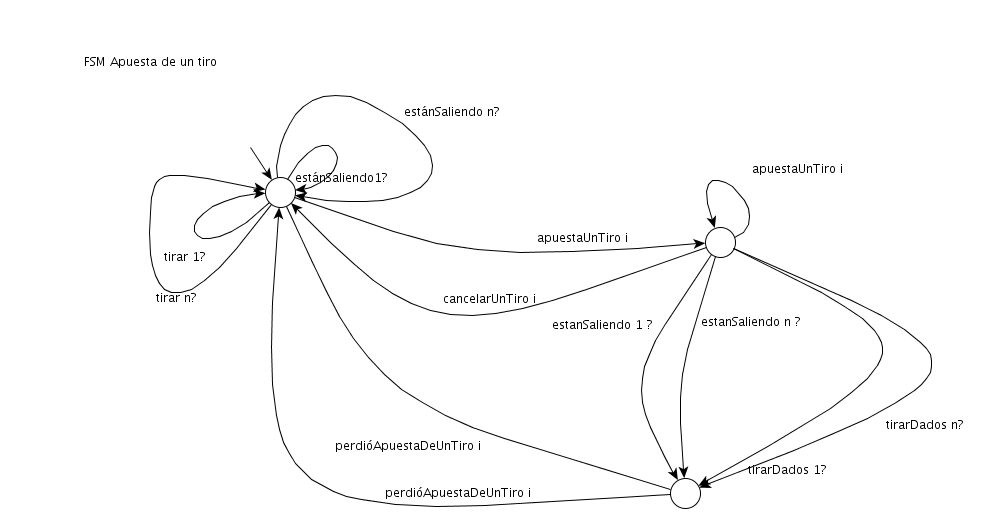 FSM Apuesta de un tiro
estánSaliendo n?
apuestaUnTiro i
estánSaliendo1?
apuestaUnTiro i
tirar 1?
tirar n?
cancelarUnTiro i
estanSaliendo 1 ?
estanSaliendo n ?
tirarDados n?
perdióApuestaDeUnTiro i
tirarDados 1?
perdióApuestaDeUnTiro i